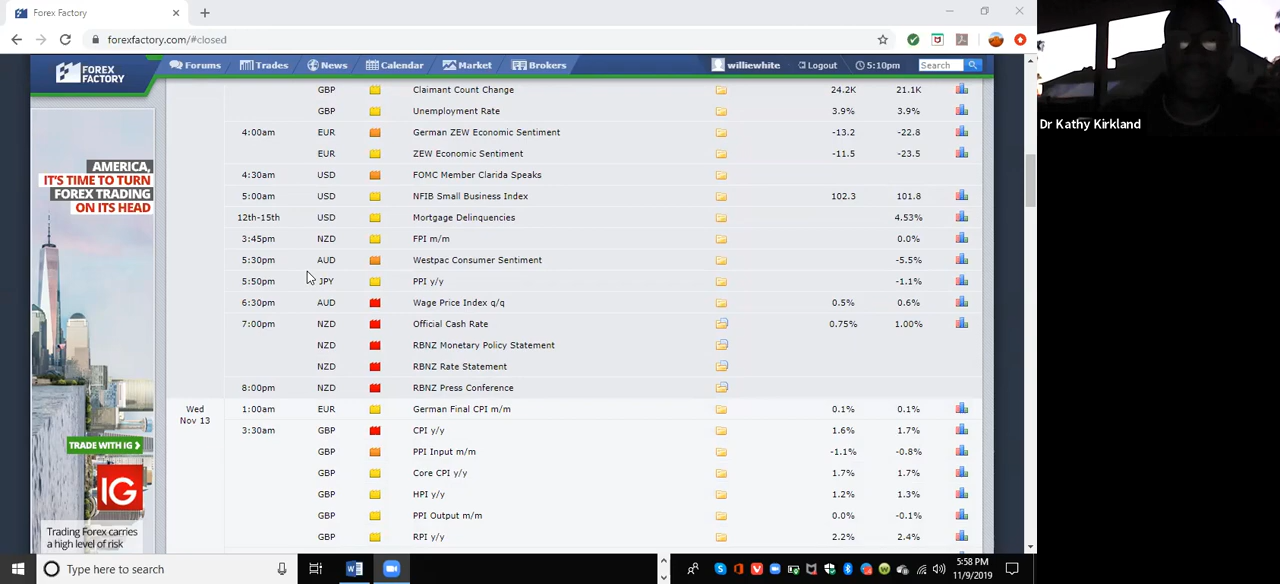 Forex Factory
forexfactory.com/#closed
FOREX FACTORY
Forums Trades News Calendar Market Brokers williewhite Logout 5:10pm Search
GBP Claimant Count Change 24.2K 21.1K
GBP Unemployment Rate 3.9% 3.9%
4:00am EUR German ZEW Economic Sentiment -13.2 -22.8
EUR ZEW Economic Sentiment -11.5 -23.5
4:30am USD FOMC Member Clarida Speaks
5:00am USD NFIB Small Business Index 102.3 101.8
12th-15th USD Mortgage Delinquencies 4.53%
3:45pm NZD FPI m/m 0.0%
5:30pm AUD Westpac Consumer Sentiment -5.5%
5:50pm JPY PPI y/y -1.1%
6:30pm AUD Wage Price Index q/q 0.5% 0.6%
7:00pm NZD Official Cash Rate 0.75% 1.00%
NZD RBNZ Monetary Policy Statement
NZD RBNZ Rate Statement
8:00pm NZD RBNZ Press Conference
Wed Nov 13 1:00am EUR German Final CPI m/m 0.1% 0.1%
3:30am GBP CPI y/y 1.6% 1.7%
GBP PPI Input m/m -1.1% -0.8%
GBP Core CPI y/y 1.7% 1.7%
GBP HPI y/y 1.2% 1.3%
GBP PPI Output m/m 0.0% -0.1%
GBP RPI y/y 2.2% 2.4%
AMERICA,
IT'S TIME TO TURN
FOREX TRADING
ON ITS HEAD
TRADE WITH IG
IG
Trading Forex carries
a high level of risk
Dr Kathy Kirkland
Type here to search
5:58 PM
11/9/2019